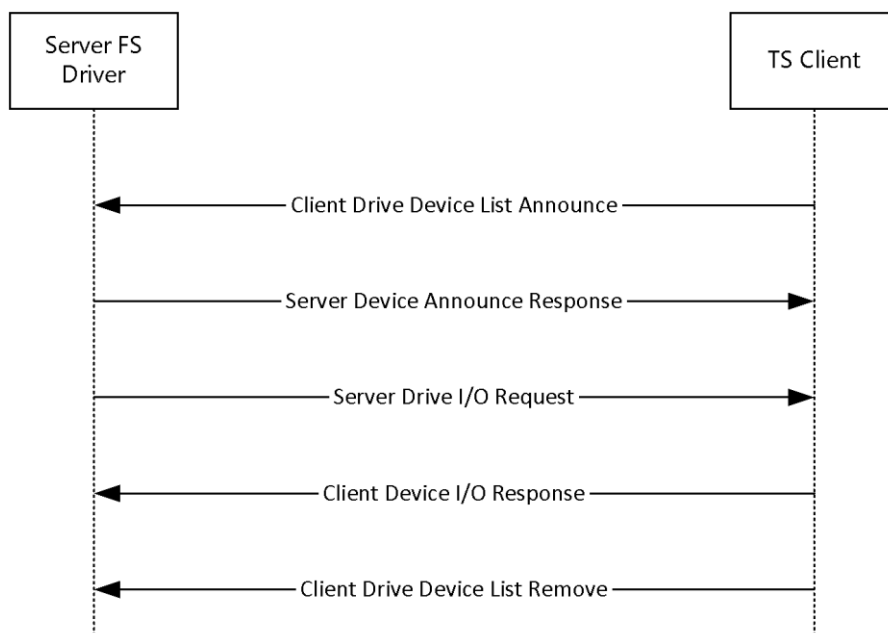 Server FS
Driver
TS Client
Client Drive Device List Announce
Server Device Announce Response
Server Drive I/O Request
Client Device I/O Response
Client Drive Device List Remove